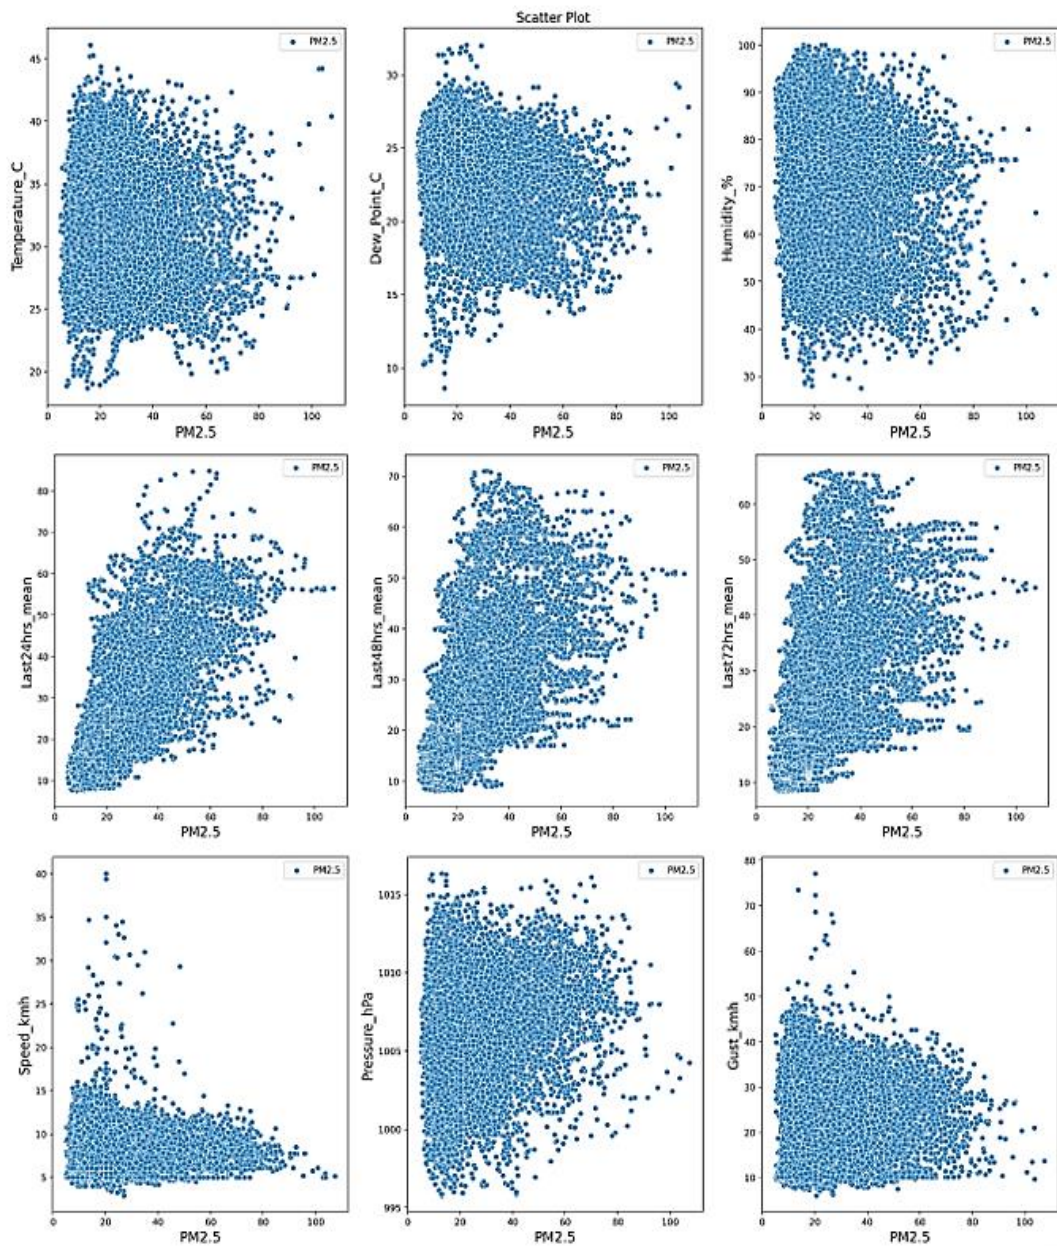 Scatter Plot
PM2.5
45
40
35
30
25
20
Temperature_C
0 20 40 60 80 100
PM2.5
PM2.5
30
25
20
15
10
Dew_Point_C
0 20 40 60 80 100
PM2.5
PM2.5
100
90
80
70
60
50
40
30
Humidity_%
0 20 40 60 80 100
PM2.5
PM2.5
80
70
60
50
40
30
20
10
Last24hrs_mean
0 20 40 60 80 100
PM2.5
PM2.5
70
60
50
40
30
20
10
Last48hrs_mean
0 20 40 60 80 100
PM2.5
PM2.5
60
50
40
30
20
10
Last72hrs_mean
0 20 40 60 80 100
PM2.5
PM2.5
40
35
30
25
20
15
10
5
Speed_kmh
0 20 40 60 80 100
PM2.5
PM2.5
1015
1010
1005
1000
995
Pressure_hPa
0 20 40 60 80 100
PM2.5
PM2.5
80
70
60
50
40
30
20
10
Gust_kmh
0 20 40 60 80 100
PM2.5